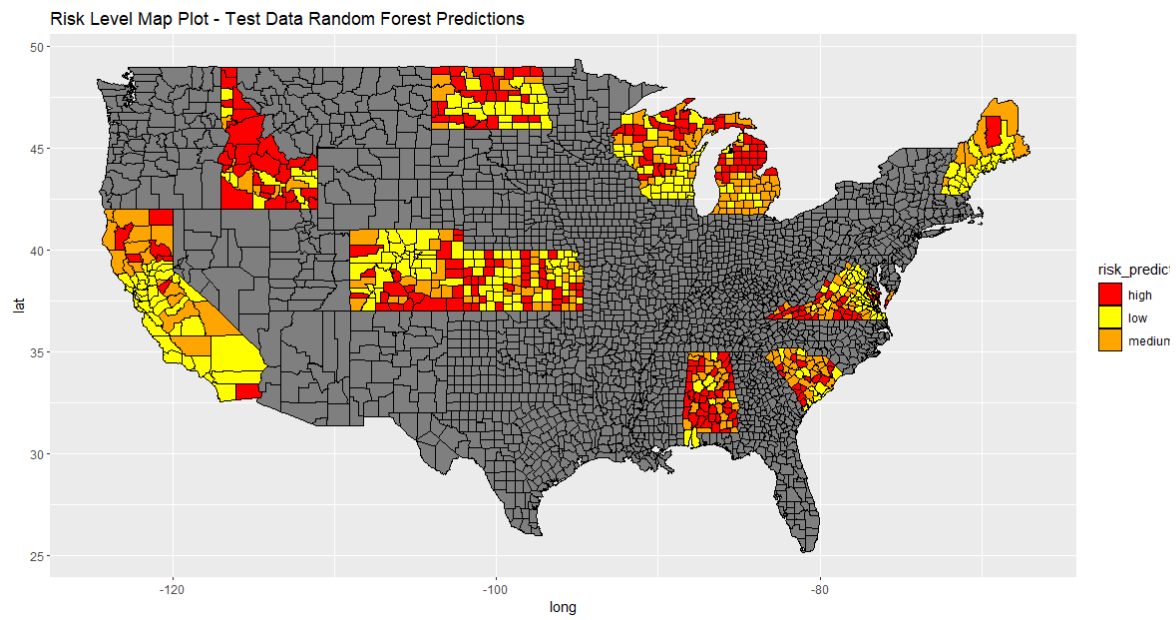 Risk Level Map Plot - Test Data Random Forest Predictions
50
45
40
35
30
25
lat
-120
-100
-80
long
risk_predict
high
low
medium